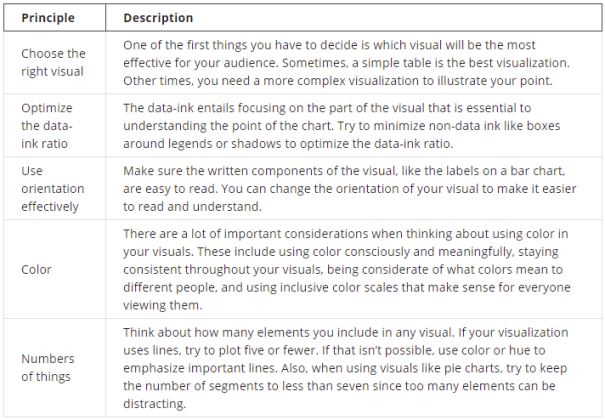 Principle Description
Choose the
right visual
One of the first things you have to decide is which visual will be the most
effective for your audience. Sometimes, a simple table is the best visualization.
Other times, you need a more complex visualization to illustrate your point.
Optimize
the data-
ink ratio
The data-ink entails focusing on the part of the visual that is essential to
understanding the point of the chart. Try to minimize non-data ink like boxes
around legends or shadows to optimize the data-ink ratio.
Use
orientation
effectively
Make sure the written components of the visual, like the labels on a bar chart,
are easy to read. You can change the orientation of your visual to make it easier
to read and understand.
Color
There are a lot of important considerations when thinking about using color in
your visuals. These include using color consciously and meaningfully, staying
consistent throughout your visuals, being considerate of what colors mean to
different people, and using inclusive color scales that make sense for everyone
viewing them.
Numbers
of things
Think about how many elements you include in any visual. If your visualization
uses lines, try to plot five or fewer. If that isn’t possible, use color or hue to
emphasize important lines. Also, when using visuals like pie charts, try to keep
the number of segments to less than seven since too many elements can be
distracting.